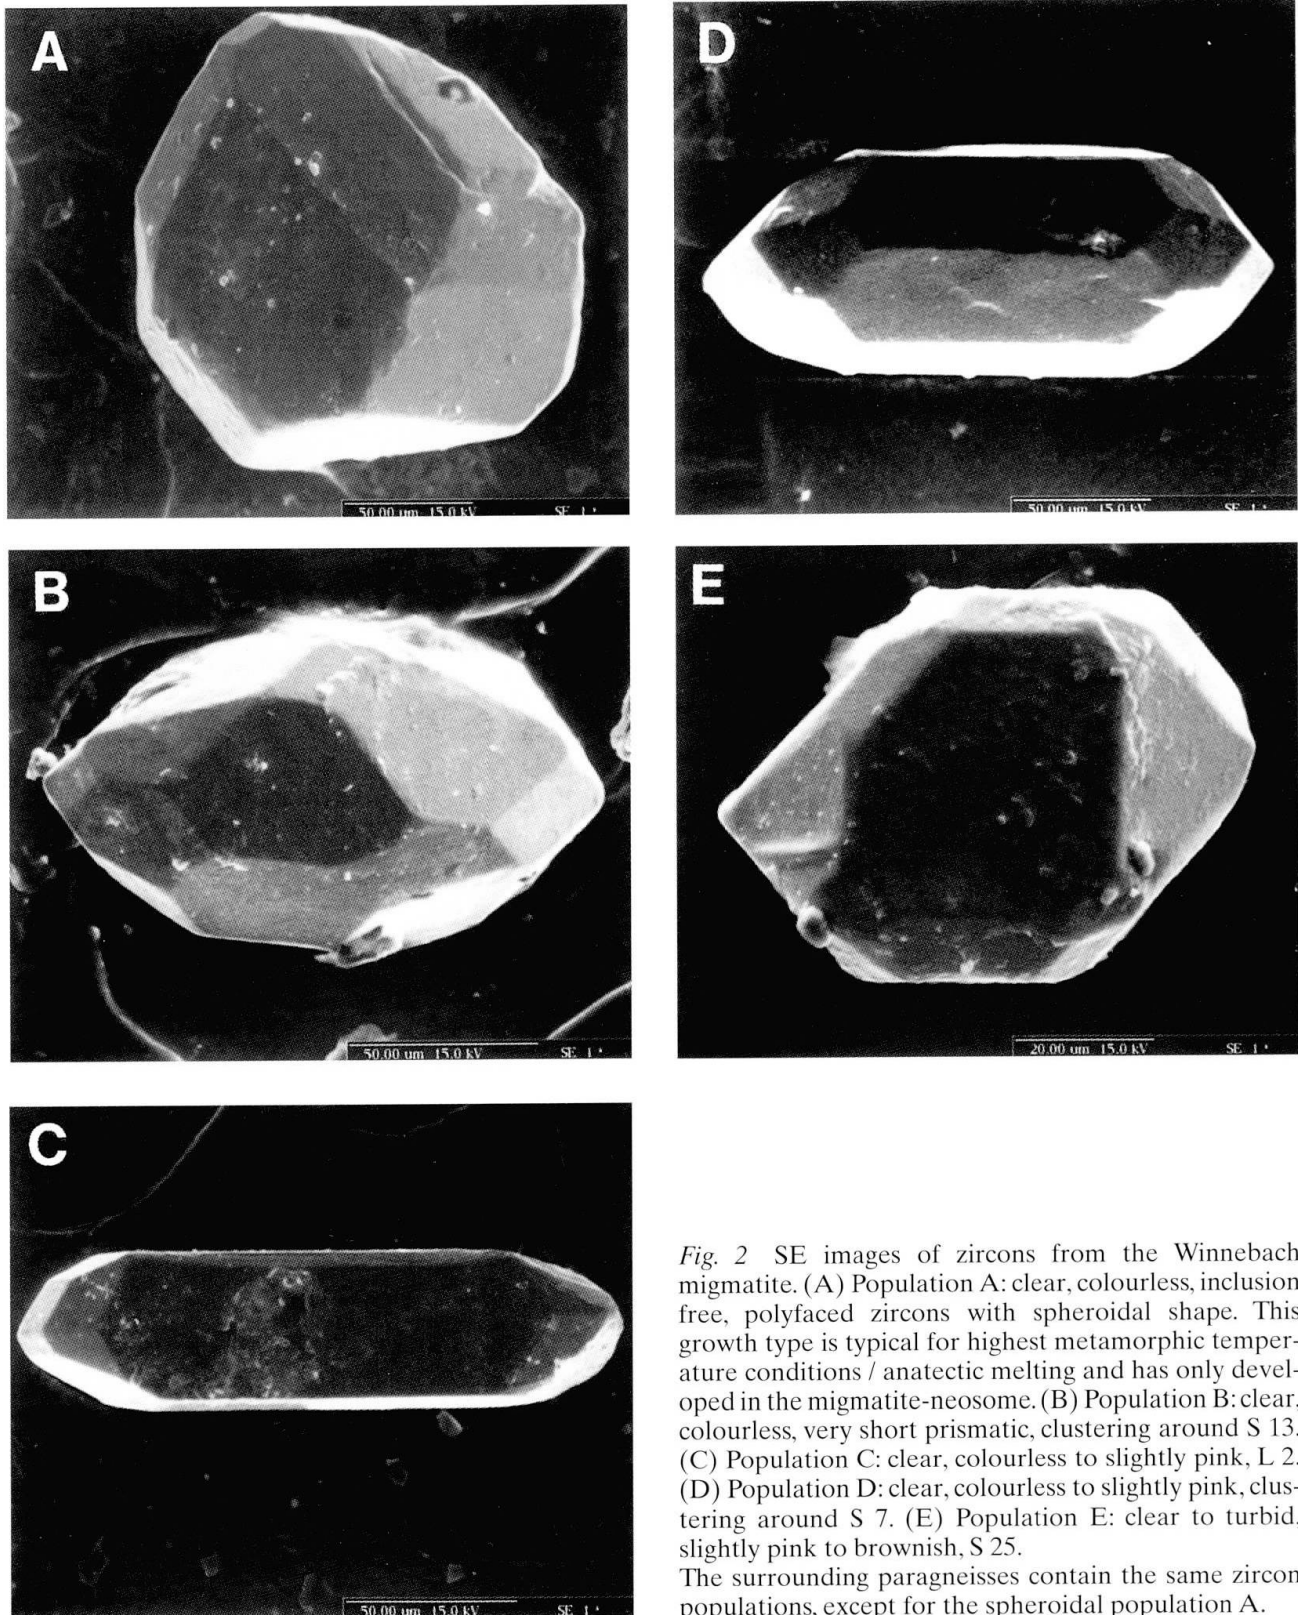 A
50.00 um 15.0 kV SE 1
D
50.00 um 15.0 kV SE 1
B
50.00 um 15.0 kV SE 1
E
20.00 um 15.0 kV SE 1
C
50.00 um 15.0 kV SE 1
Fig. 2 SE images of zircons from the Winnebach
migmatite. (A) Population A: clear, colourless, inclusion
free, polyfaced zircons with spheroidal shape. This
growth type is typical for highest metamorphic temper-
ature conditions / anatectic melting and has only devel-
oped in the migmatite-neosome. (B) Population B: clear,
colourless, very short prismatic, clustering around S 13.
(C) Population C: clear, colourless to slightly pink, L 2.
(D) Population D: clear, colourless to slightly pink, clus-
tering around S 7. (E) Population E: clear to turbid,
slightly pink to brownish, S 25.
The surrounding paragneisses contain the same zircon
populations, except for the spheroidal population A.